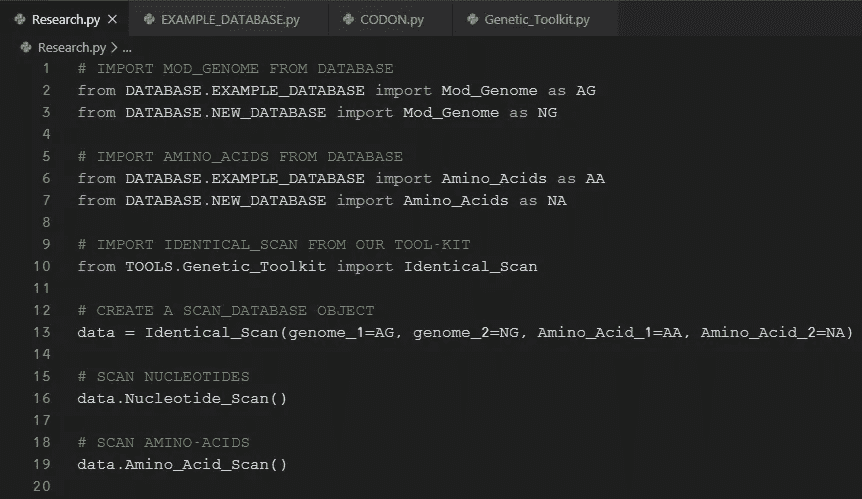 Research.py × EXAMPLE_DATABASE.py CODON.py Genetic_Toolkit.py
Research.py > ...
1 # IMPORT MOD_GENOME FROM DATABASE
2 from DATABASE.EXAMPLE_DATABASE import Mod_Genome as AG
3 from DATABASE.NEW_DATABASE import Mod_Genome as NG
4
5 # IMPORT AMINO_ACIDS FROM DATABASE
6 from DATABASE.EXAMPLE_DATABASE import Amino_Acids as AA
7 from DATABASE.NEW_DATABASE import Amino_Acids as NA
8
9 # IMPORT IDENTICAL_SCAN FROM OUR TOOL-KIT
10 from TOOLS.Genetic_Toolkit import Identical_Scan
11
12 # CREATE A SCAN_DATABASE OBJECT
13 data = Identical_Scan(genome_1=AG, genome_2=NG, Amino_Acid_1=AA, Amino_Acid_2=NA)
14
15 # SCAN NUCLEOTIDES
16 data.Nucleotide_Scan()
17
18 # SCAN AMINO-ACIDS
19 data.Amino_Acid_Scan()
20